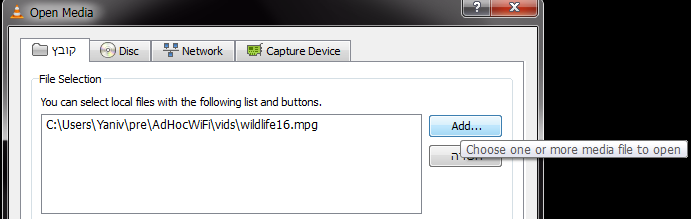 Open Media
?
קובץ
Disc
Network
Capture Device
File Selection
You can select local files with the following list and buttons.
C:\Users\Yaniv\pre\AdHocWiFi\vids\wildlife16.mpg
Add...
Choose one or more media file to open